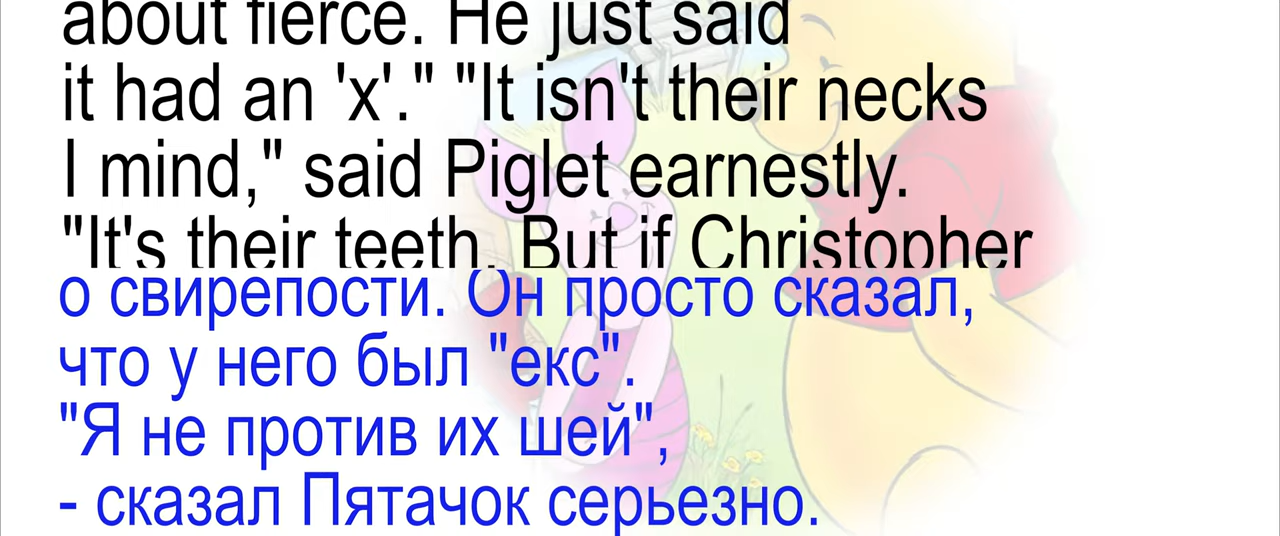 about fierce. He just said
it had an 'x'." "It isn't their necks
I mind," said Piglet earnestly.
"It's their teeth. But if Christopher
о свирепости. Он просто сказал,
что у него был "екс".
"Я не против их шей",
- сказал Пятачок серьезно.